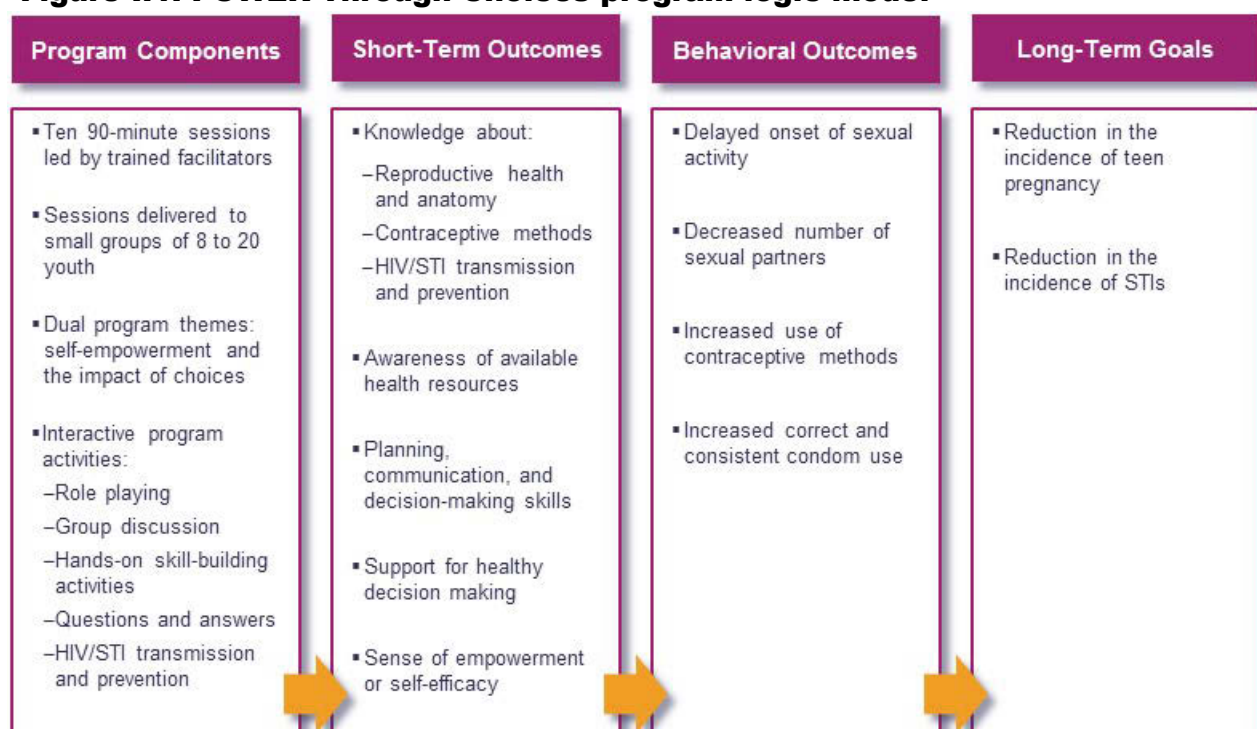 Program Components
Ten 90-minute sessions
led by trained facilitators
Sessions delivered to
small groups of 8 to 20
youth
Dual program themes:
self-empowerment and
the impact of choices
Interactive program
activities:
–Role playing
–Group discussion
–Hands-on skill-building
activities
–Questions and answers
–HIV/STI transmission
and prevention
Short-Term Outcomes
Knowledge about:
–Reproductive health
and anatomy
–Contraceptive methods
–HIV/STI transmission
and prevention
Awareness of available
health resources
Planning,
communication, and
decision-making skills
Support for healthy
decision making
Sense of empowerment
or self-efficacy
Behavioral Outcomes
Delayed onset of sexual
activity
Decreased number of
sexual partners
Increased use of
contraceptive methods
Increased correct and
consistent condom use
Long-Term Goals
Reduction in the
incidence of teen
pregnancy
Reduction in the
incidence of STIs